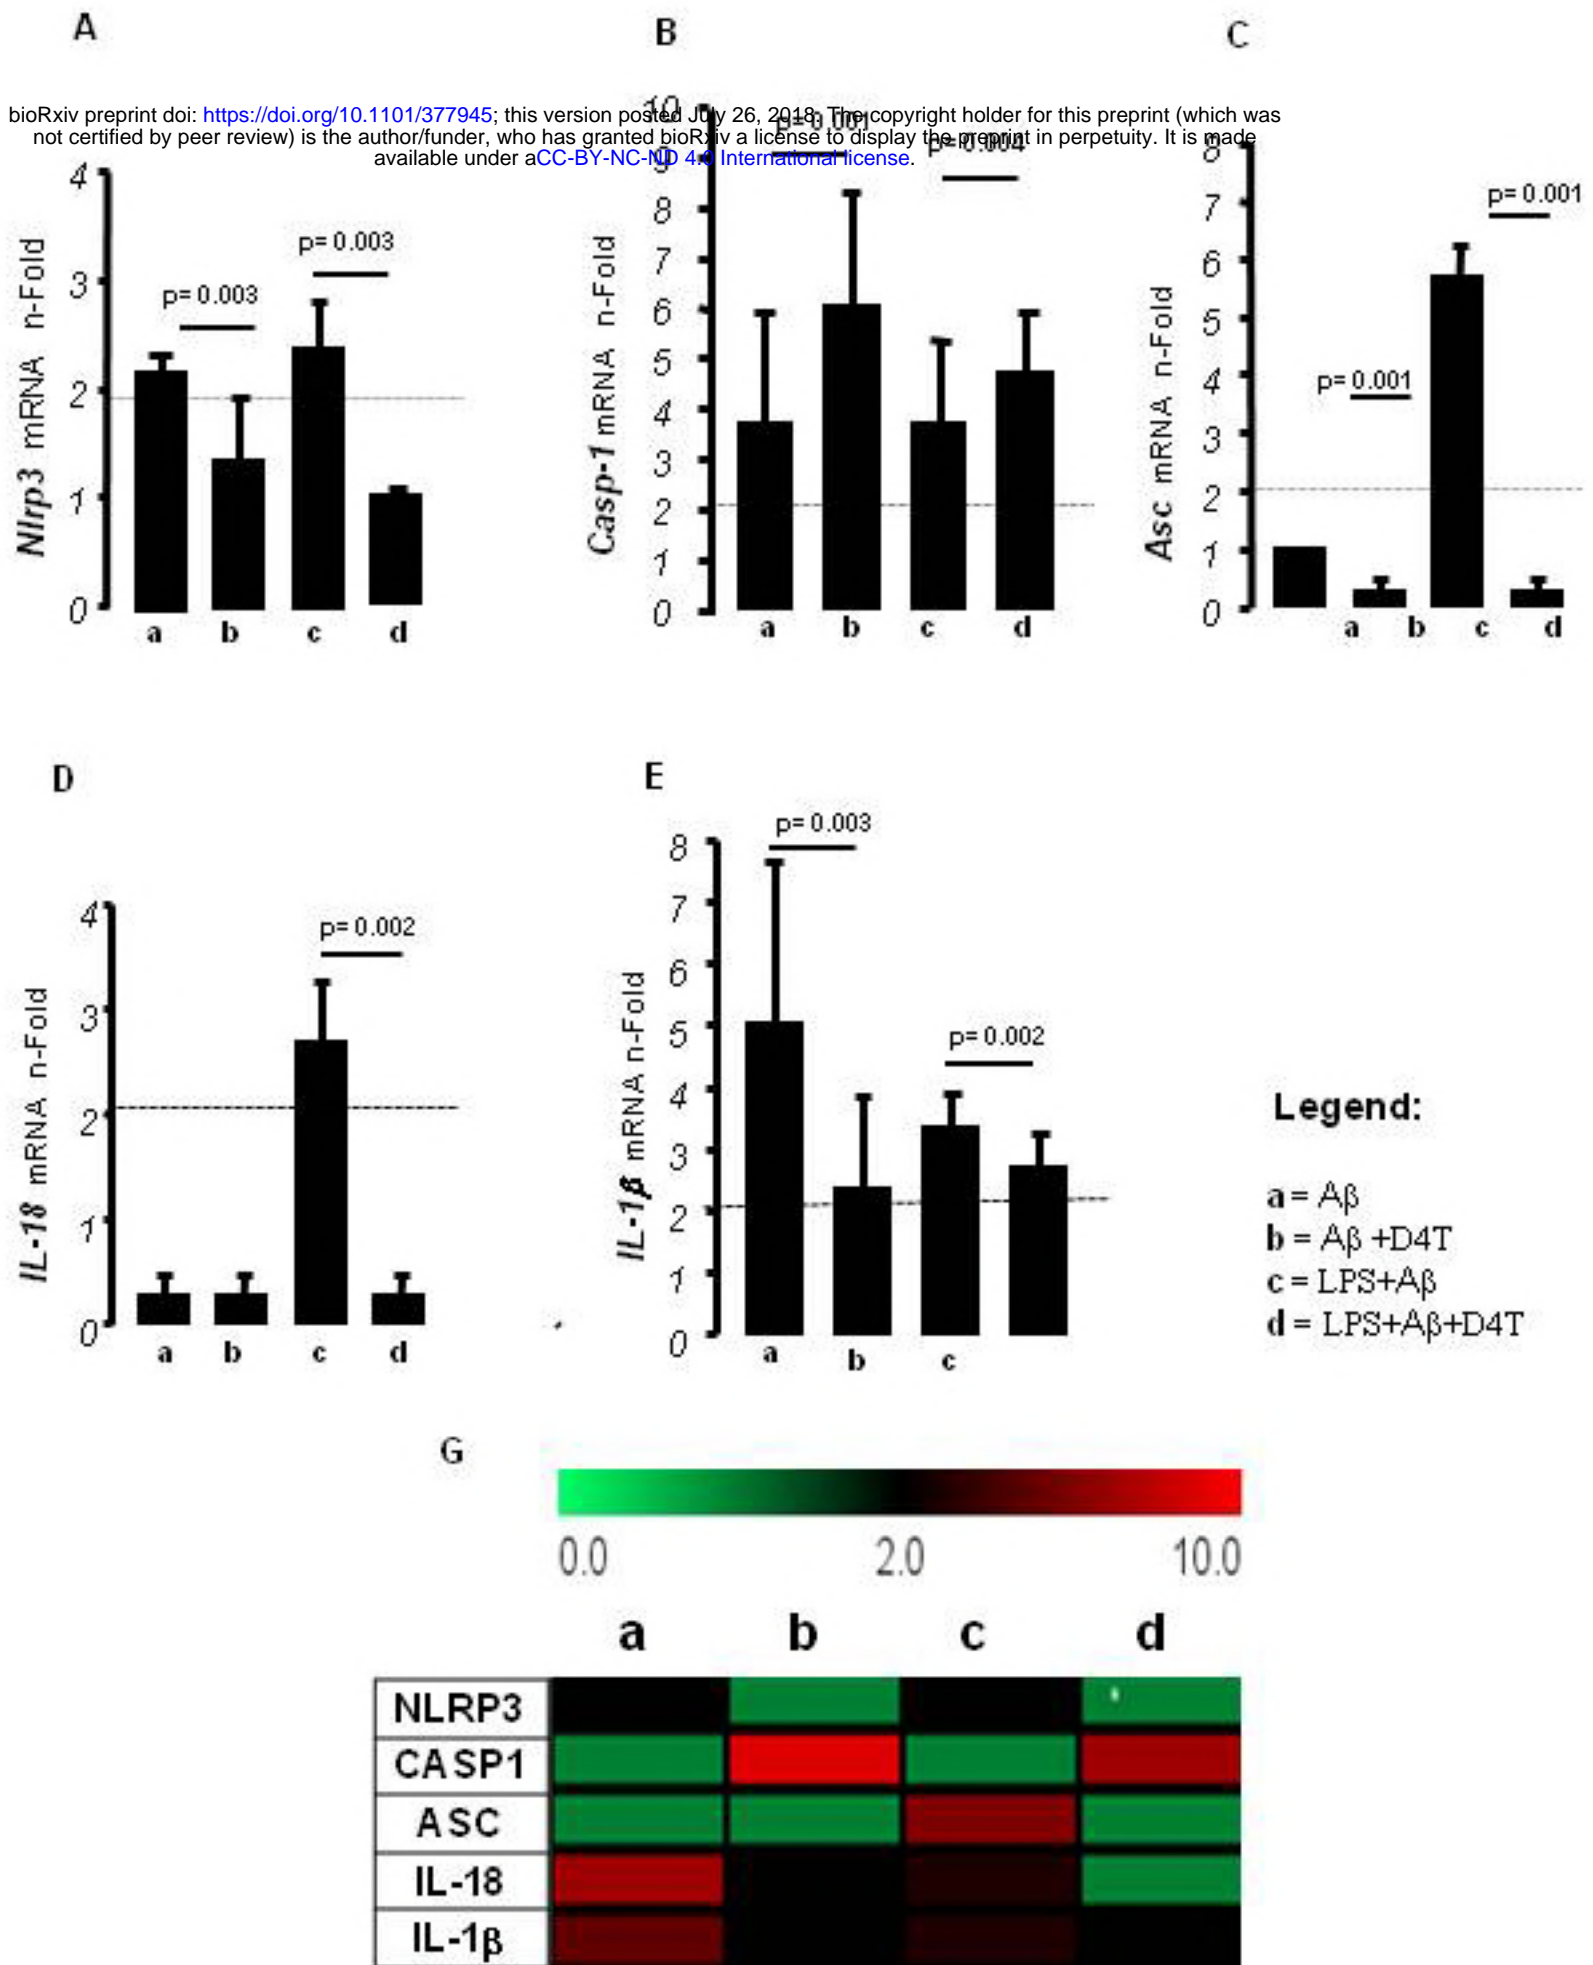 A
B
C
bioRxiv preprint doi: https://doi.org/10.1101/377945; this version posted July 26, 2018. The copyright holder for this preprint (which was
not certified by peer review) is the author/funder, who has granted bioRxiv a license to display the preprint in perpetuity. It is made
available under aCC-BY-NC-ND 4.0 International license.
Nlrp3 mRNA n-Fold
4
3
2
1
0
p= 0.003
p= 0.003
a b c d
Casp-1 mRNA n-Fold
10
9
8
7
6
5
4
3
2
1
0
p= 0.001
p= 0.004
a b c d
Asc mRNA n-Fold
8
7
6
5
4
3
2
1
0
p= 0.001
p= 0.001
a b c d
D
E
IL-18 mRNA n-Fold
4
3
2
1
0
p= 0.002
a b c d
IL-1β mRNA n-Fold
8
7
6
5
4
3
2
1
0
p= 0.003
p= 0.002
a b c
Legend:
a = Aβ
b = Aβ +D4T
c = LPS+Aβ
d = LPS+Aβ+D4T
G
0.0 2.0 10.0
a b c d
NLRP3
CASP1
ASC
IL-18
IL-1β